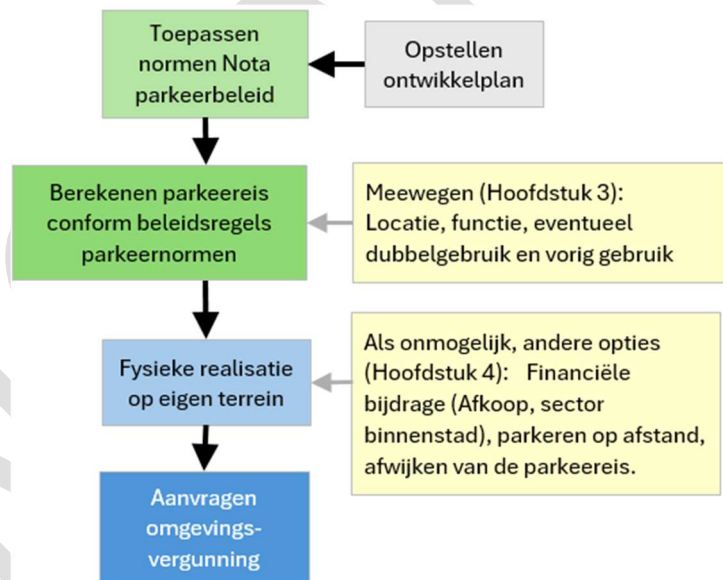 Toepassen
normen Nota
parkeerbeleid
Opstellen
ontwikkelplan
Berekenen parkeereis
conform beleidsregels
parkeernormen
Meewegen (Hoofdstuk 3):
Locatie, functie, eventueel
dubbelgebruik en vorig gebruik
Fysieke realisatie
op eigen terrein
Als onmogelijk, andere opties
(Hoofdstuk 4): Financiële
bijdrage (Afkoop, sector
binnenstad), parkeren op afstand,
afwijken van de parkeereis.
Aanvragen
omgevings-
vergunning